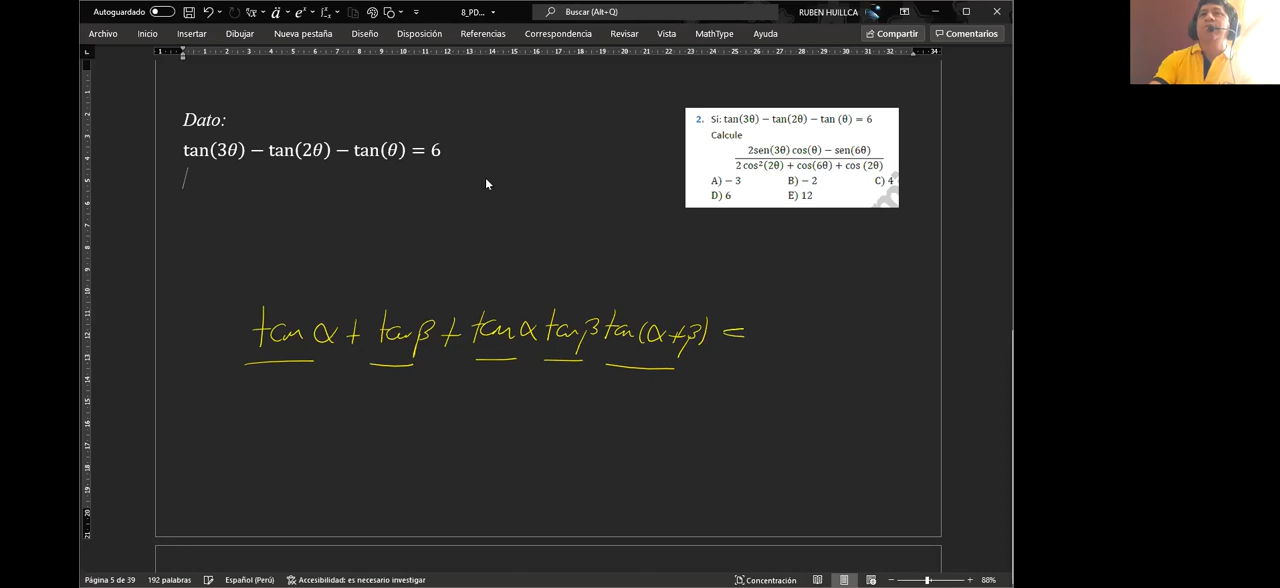 Autoguardado
8_PD...
Buscar (Alt+Q)
RUBEN HUILLCA
Archivo Inicio Insertar Dibujar Nueva pestaña Diseño Disposición Referencias Correspondencia Revisar Vista MathType Ayuda Compartir Comentarios
Dato:
tan(3θ) − tan(2θ) − tan(θ) = 6
2. Si: tan(3θ) − tan(2θ) − tan (θ) = 6
Calcule
2sen(3θ) cos(θ) − sen(6θ)
2 cos²(2θ) + cos(6θ) + cos (2θ)
A) − 3 B) − 2 C) 4
D) 6 E) 12
tan α + tan β + tan α tan β tan(α+β) =
Página 5 de 39 192 palabras Español (Perú) Accesibilidad: es necesario investigar Concentración 88%